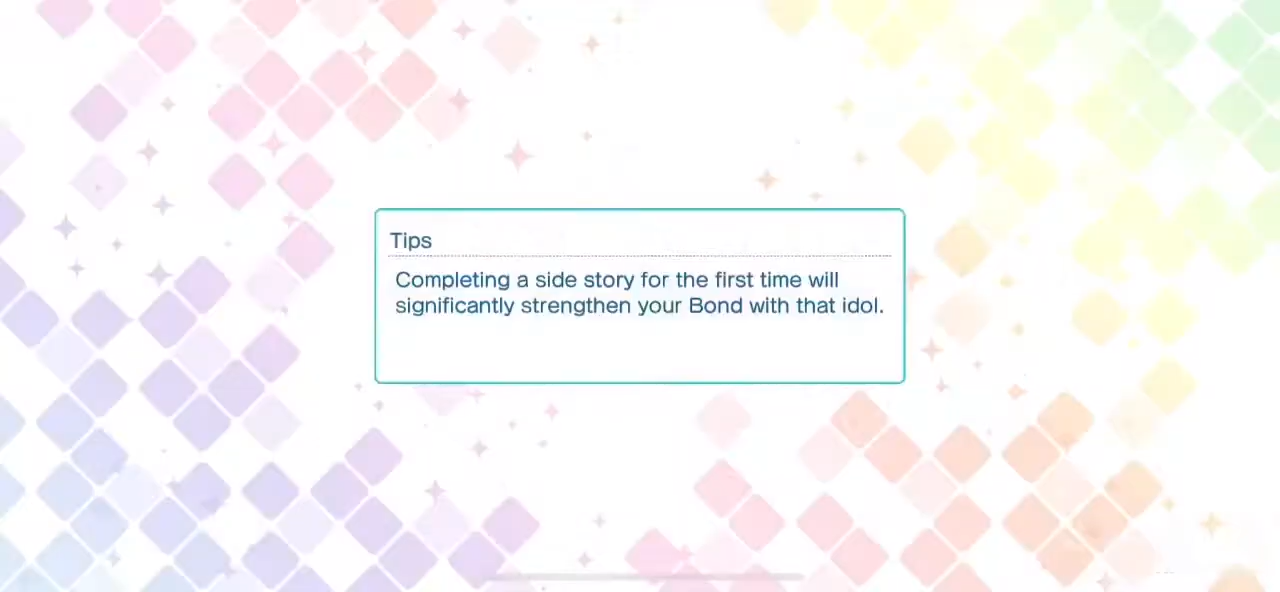 Tips
Completing a side story for the first time will
significantly strengthen your Bond with that idol.